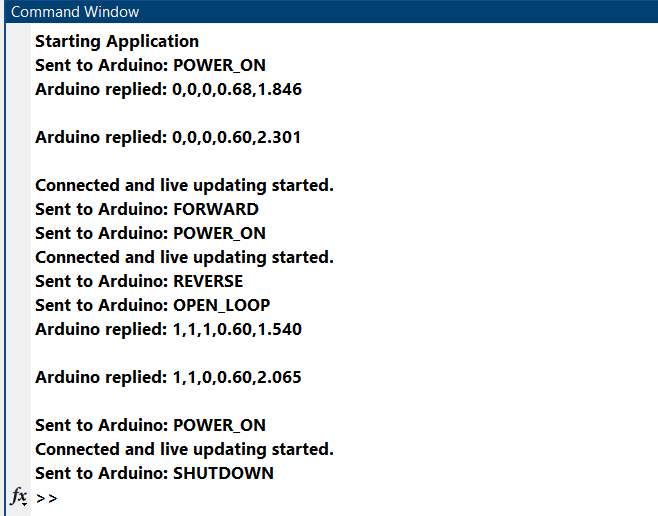 Command Window
Starting Application
Sent to Arduino: POWER_ON
Arduino replied: 0,0,0,0.68,1.846
Arduino replied: 0,0,0,0.60,2.301
Connected and live updating started.
Sent to Arduino: FORWARD
Sent to Arduino: POWER_ON
Connected and live updating started.
Sent to Arduino: REVERSE
Sent to Arduino: OPEN_LOOP
Arduino replied: 1,1,1,0.60,1.540
Arduino replied: 1,1,0,0.60,2.065
Sent to Arduino: POWER_ON
Connected and live updating started.
Sent to Arduino: SHUTDOWN
fx >>